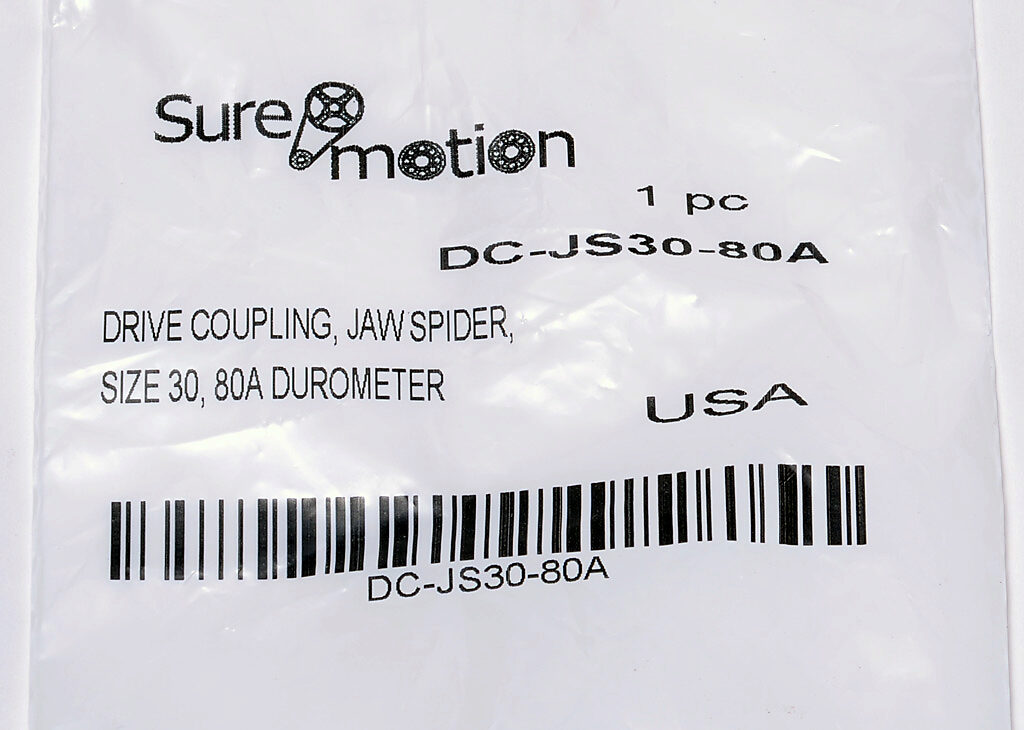 Sure motion
1 pc
DC-JS30-80A
DRIVE COUPLING, JAW SPIDER,
SIZE 30, 80A DUROMETER
USA
DC-JS30-80A